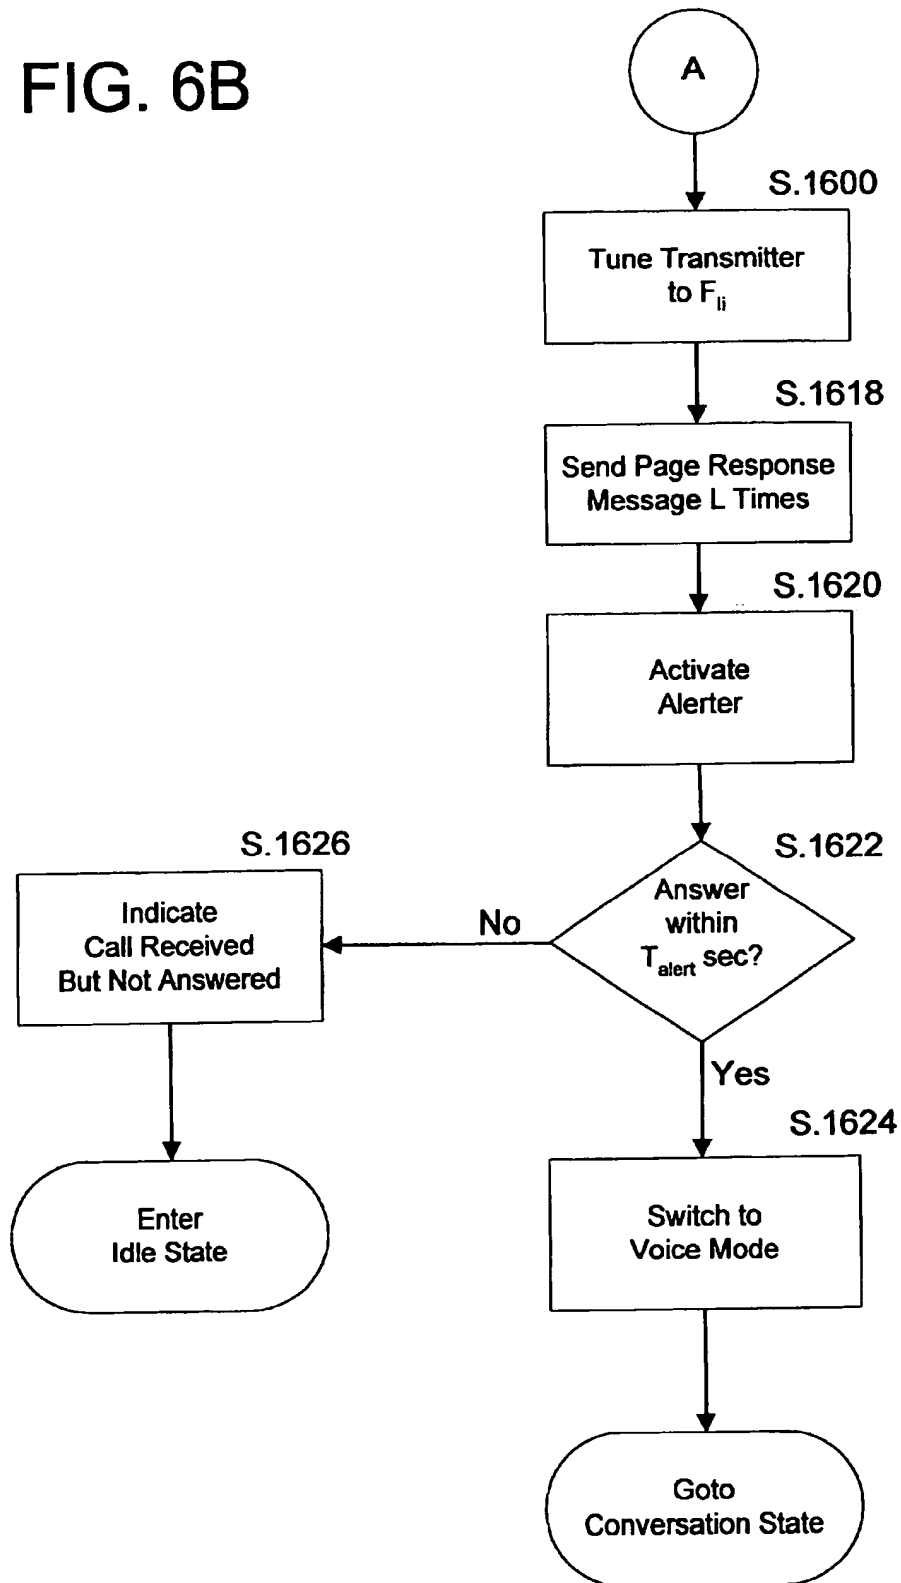 FIG. 6B
A
S.1600
Tune Transmitter
to Fli
S.1618
Send Page Response
Message L Times
S.1620
Activate
Alerter
S.1622
Answer
within
Talert sec?
No
S.1626
Indicate
Call Received
But Not Answered
Yes
S.1624
Enter
Idle State
Switch to
Voice Mode
Goto
Conversation State